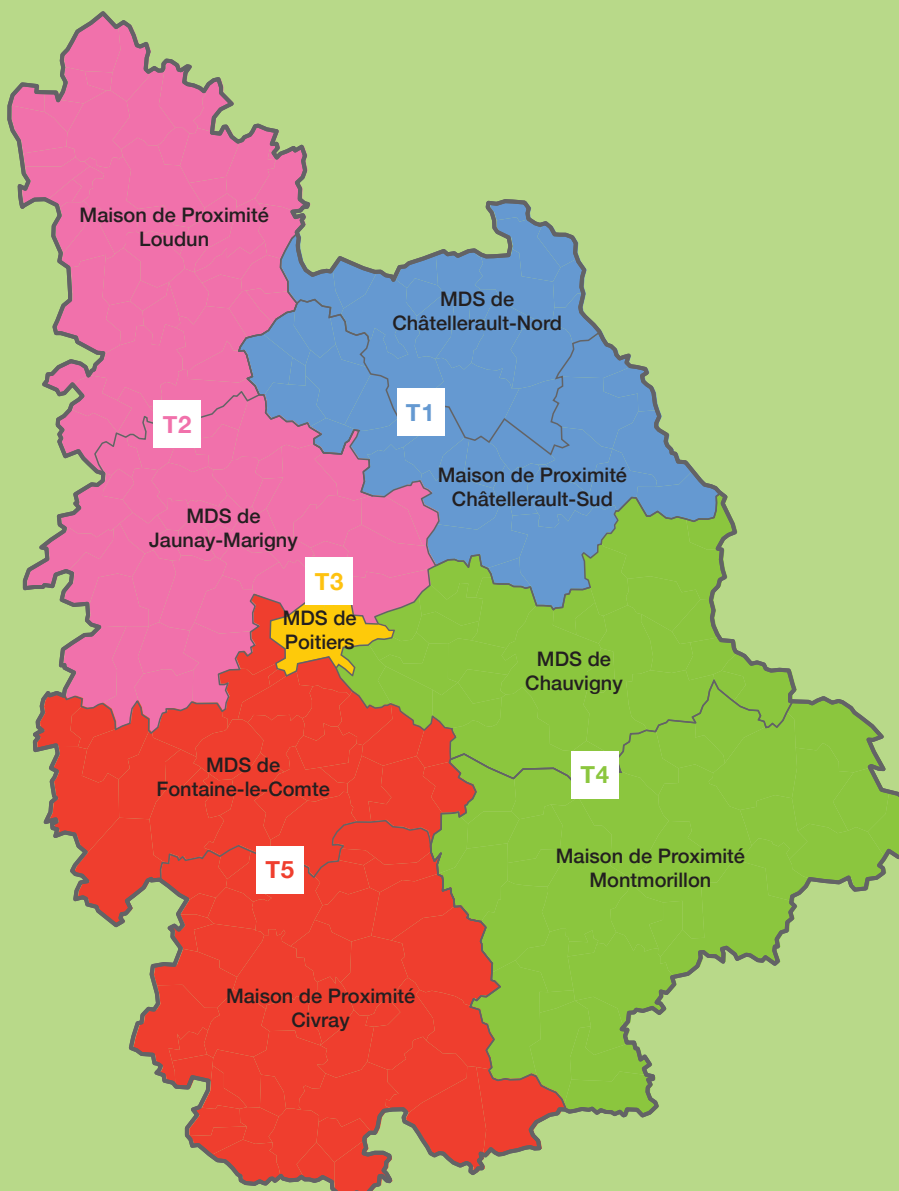 Maison de Proximité
Loudun
MDS de
Châtellerault-Nord
T2
T1
Maison de Proximité
Châtellerault-Sud
MDS de
Jaunay-Marigny
T3
MDS de
Poitiers
MDS de
Chauvigny
MDS de
Fontaine-le-Comte
T4
T5
Maison de Proximité
Montmorillon
Maison de Proximité
Civray